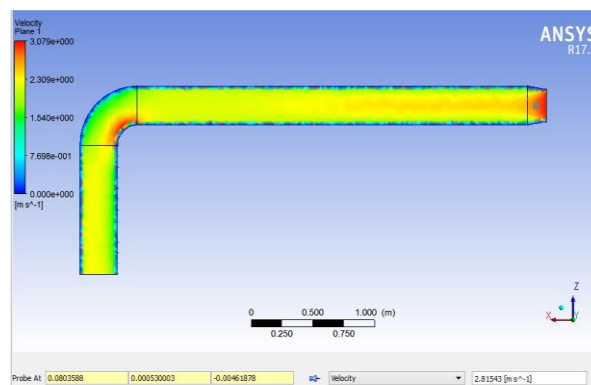 Velocity
Plane 1
3.079e+000
2.309e+000
1.540e+000
7.698e-001
0.000e+000
[m s^-1]
ANSYS
R17.
0 0.500 1.000 (m)
0.250 0.750
Z
X Y
Probe At 0.0803588 0.000530003 -0.00461878 Velocity 2.81543 [m s^-1]